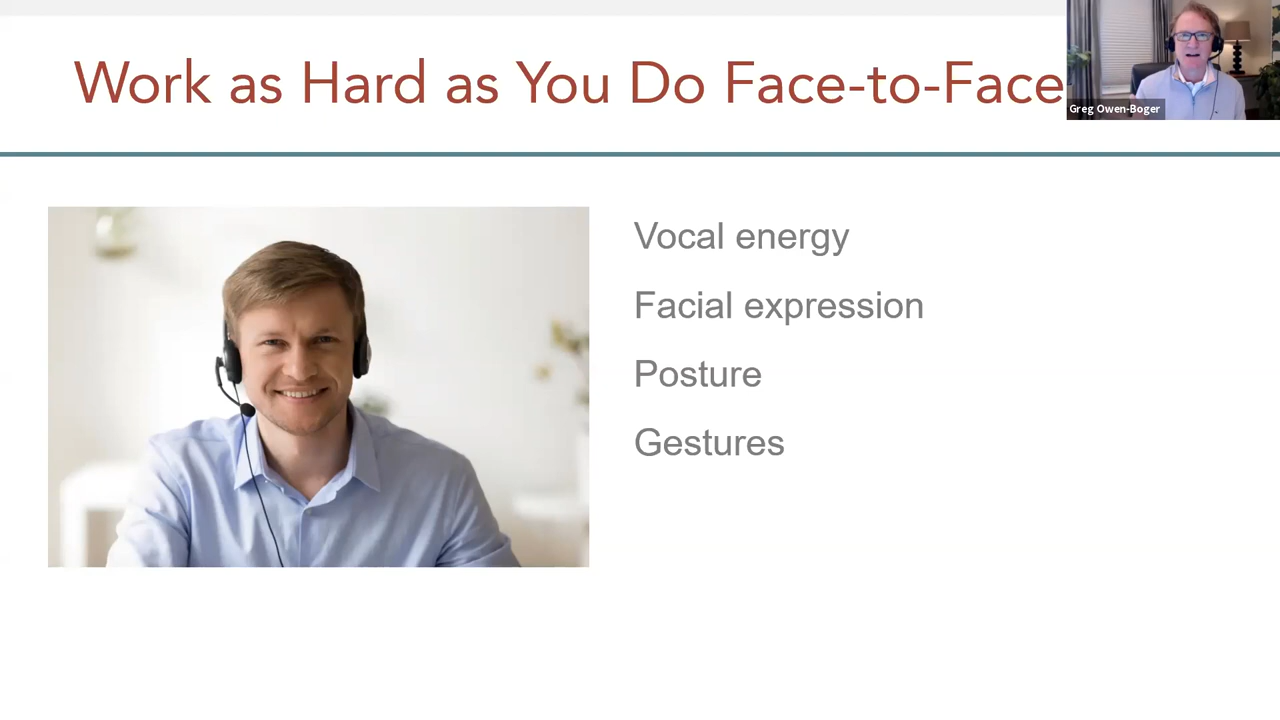 Work as Hard as You Do Face-to-Face
Greg Owen-Boger
Vocal energy
Facial expression
Posture
Gestures